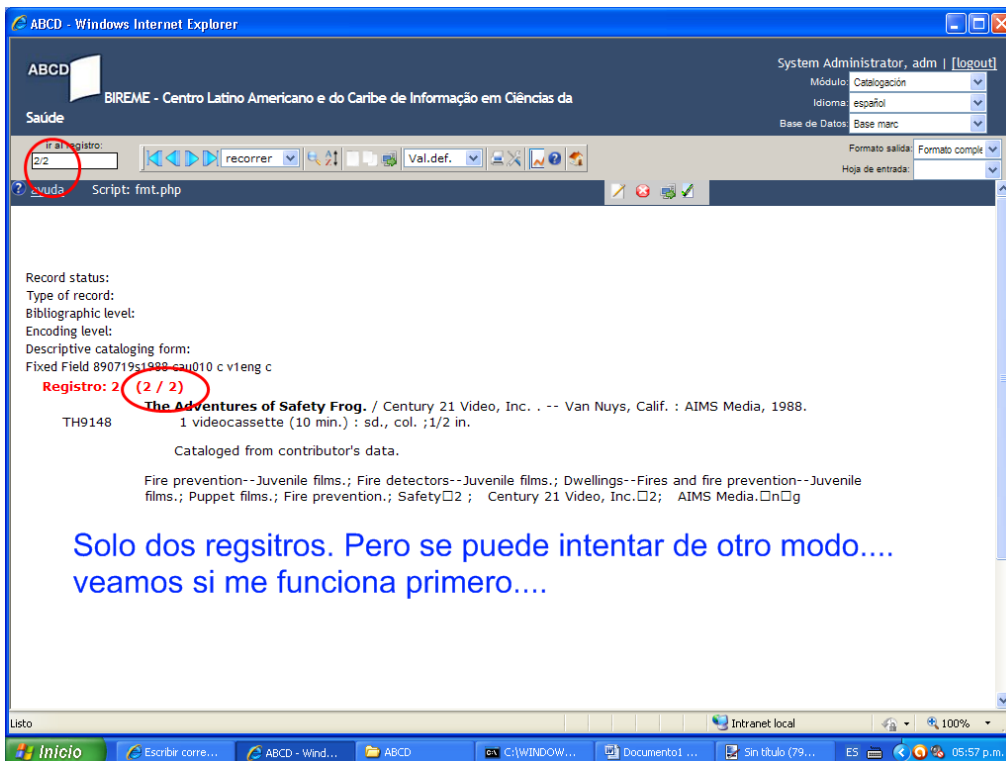 ABCD - Windows Internet Explorer
ABCD
BIREME - Centro Latino Americano e do Caribe de Informação em Ciências da
Saúde
System Administrator, adm | [logout]
Módulo: Catalogación
Idioma: español
Base de Datos: Base marc
ir al registro:
2/2
recorrer
Val.def.
Formato salida: Formato comple
Hoja de entrada:
? ayuda Script: fmt.php
Record status:
Type of record:
Bibliographic level:
Encoding level:
Descriptive cataloging form:
Fixed Field 890719s1988 cau010 c v1eng c
Registro: 2 (2 / 2)
The Adventures of Safety Frog. / Century 21 Video, Inc. . -- Van Nuys, Calif. : AIMS Media, 1988.
TH9148 1 videocassette (10 min.) : sd., col. ;1/2 in.
Cataloged from contributor's data.
Fire prevention--Juvenile films.; Fire detectors--Juvenile films.; Dwellings--Fires and fire prevention--Juvenile
films.; Puppet films.; Fire prevention.; Safety□2 ; Century 21 Video, Inc.□2; AIMS Media.□n□g
Solo dos regsitros. Pero se puede intentar de otro modo....
veamos si me funciona primero....
Listo
Intranet local
100%
Inicio
Escribir corre...
ABCD - Wind...
ABCD
C:\WINDOW...
Documento1 ...
Sin título (79...
ES
05:57 p.m.